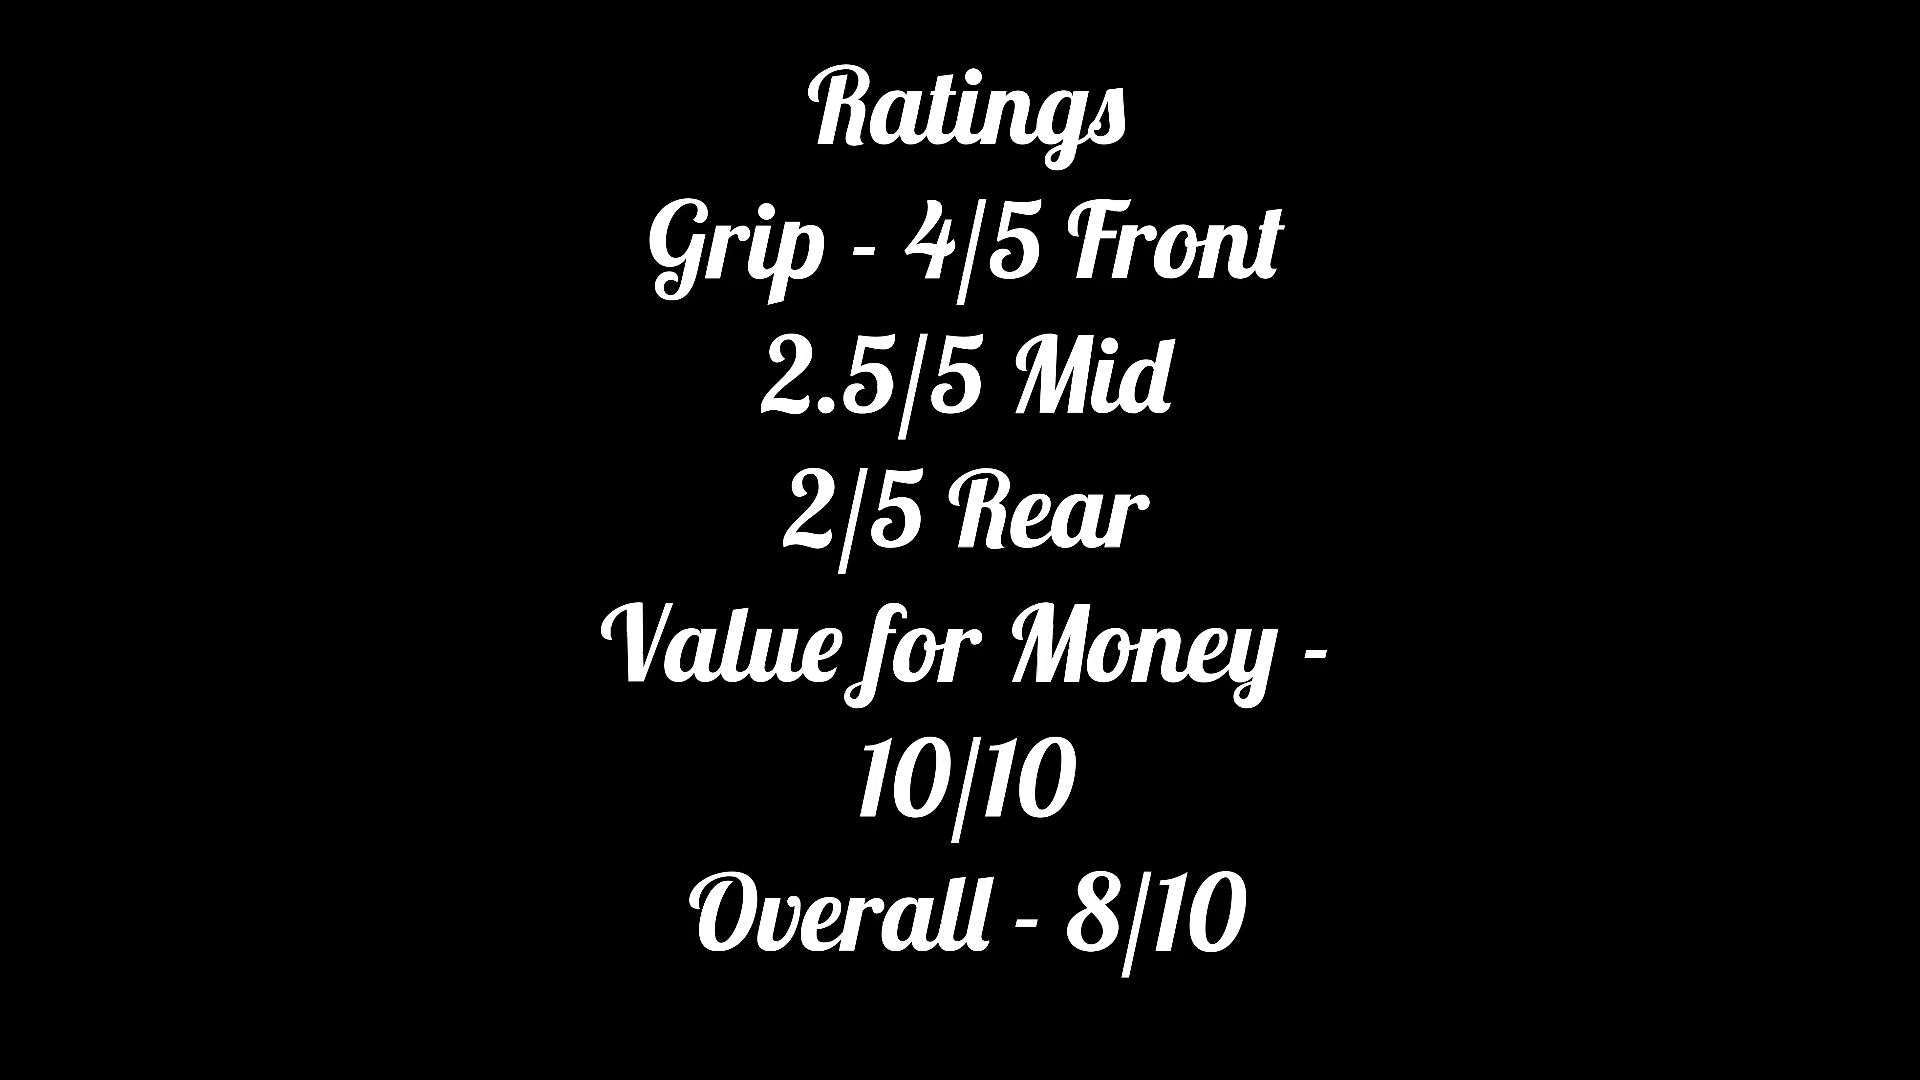 Ratings
Grip - 4/5 Front
2.5/5 Mid
2/5 Rear
Value for Money -
10/10
Overall - 8/10